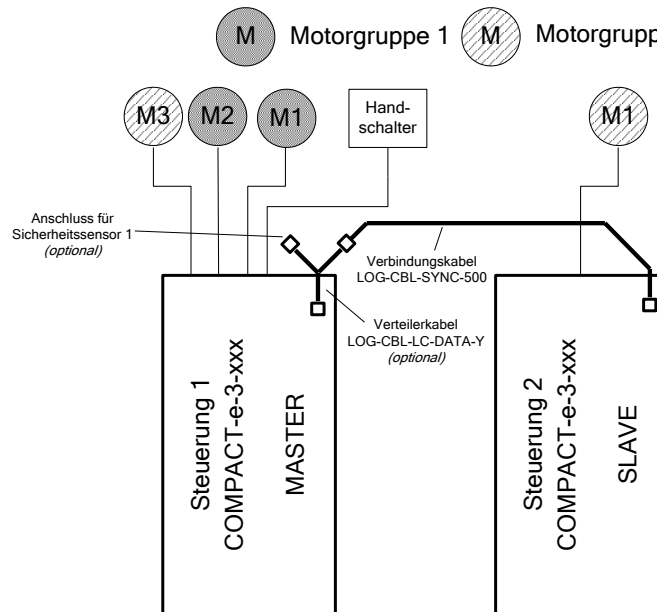 M Motorgruppe 1 M Motorgrupp
M3 M2 M1
Hand-
schalter
M1
Anschluss für
Sicherheitssensor 1
(optional)
Verbindungskabel
LOG-CBL-SYNC-500
Verteilerkabel
LOG-CBL-LC-DATA-Y
(optional)
Steuerung 1
COMPACT-e-3-xxx
MASTER
Steuerung 2
COMPACT-e-3-xxx
SLAVE